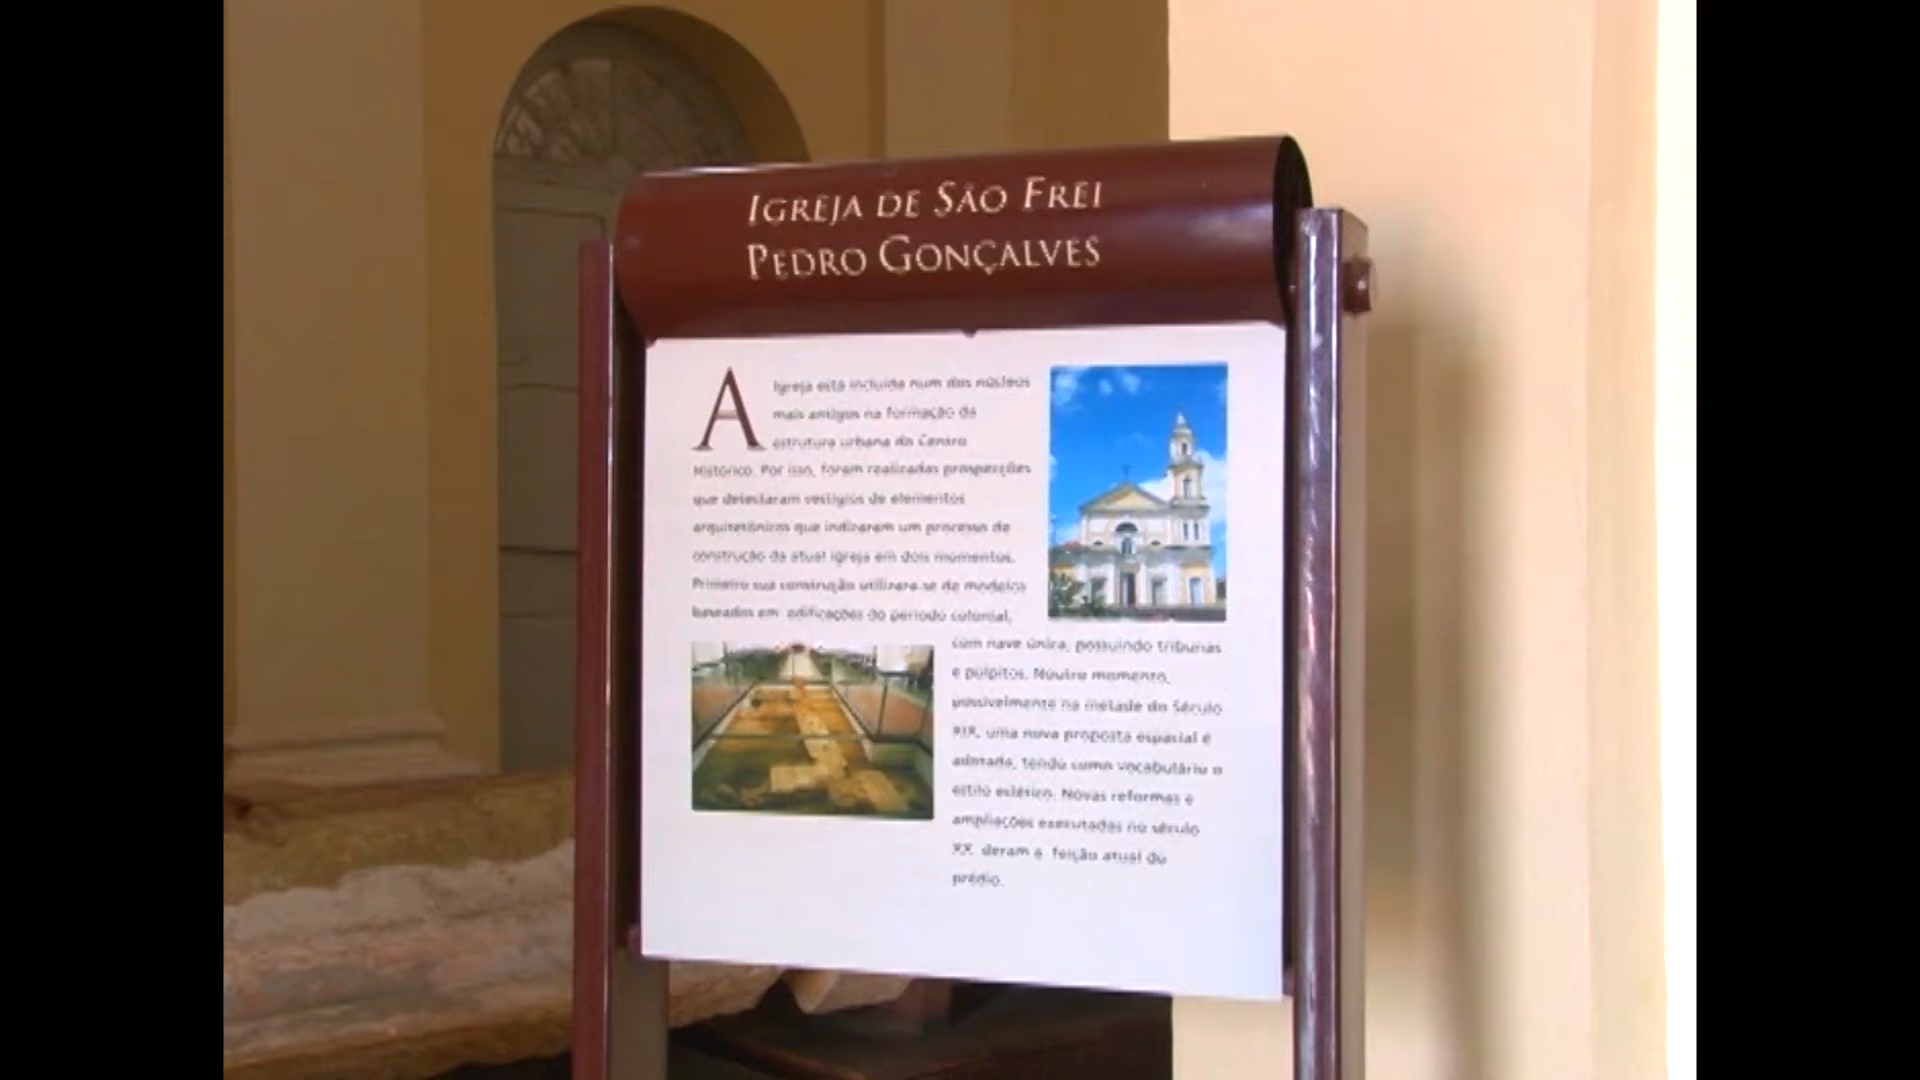 IGREJA DE SÃO FREI
PEDRO GONÇALVES
A Igreja está incluída num dos núcleos
mais antigos na formação da
estrutura urbana do Centro
Histórico. Por isso, foram realizadas prospecções
que detectaram vestígios de elementos
arquitetônicos que indicaram um processo de
construção da atual igreja em dois momentos.
Primeiro sua construção utilizara-se de modelos
baseados em edificações do período colonial,
com nave única, possuindo tribunas
e púlpitos. Noutro momento,
possivelmente na metade do Século
XIX, uma nova proposta espacial é
adotada, tendo como vocabulário o
estilo eclético. Novas reformas e
ampliações executadas no século
XX deram a feição atual do
prédio.